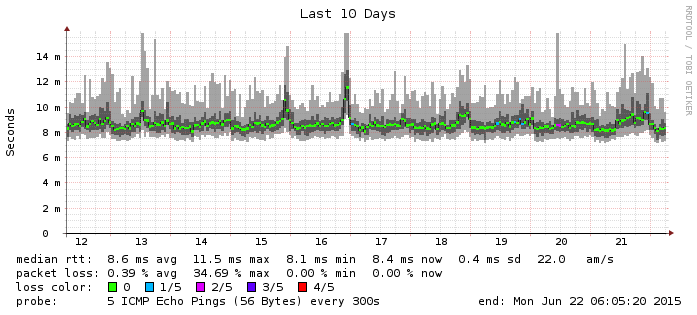 Last 10 Days
RRDTOOL / TOBI OETIKER
Seconds
14 m
12 m
10 m
8 m
6 m
4 m
2 m
0
12 13 14 15 16 17 18 19 20 21
median rtt: 8.6 ms avg 11.5 ms max 8.1 ms min 8.4 ms now 0.4 ms sd 22.0 am/s
packet loss: 0.39 % avg 34.69 % max 0.00 % min 0.00 % now
loss color: 0 1/5 2/5 3/5 4/5
probe: 5 ICMP Echo Pings (56 Bytes) every 300s end: Mon Jun 22 06:05:20 2015